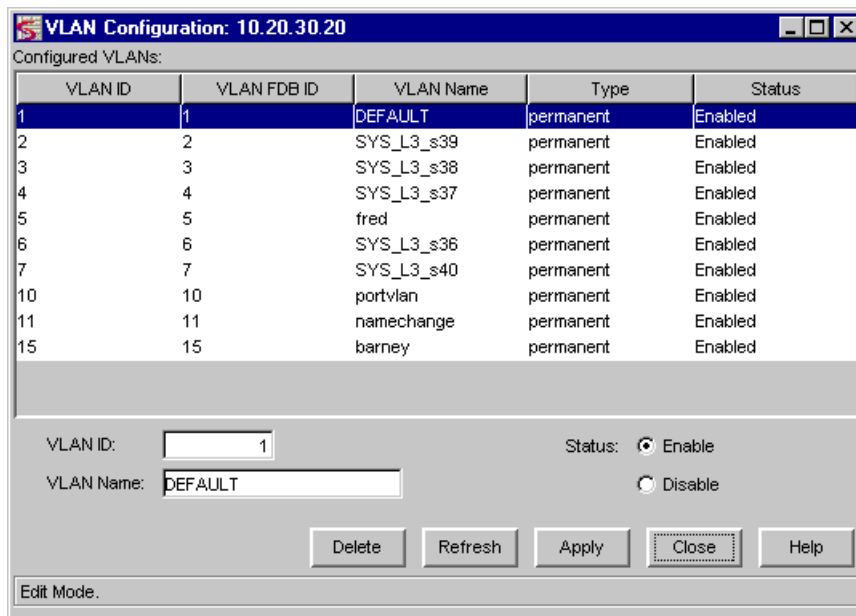 VLAN Configuration: 10.20.30.20
Configured VLANs:
VLAN ID VLAN FDB ID VLAN Name Type Status
1 1 DEFAULT permanent Enabled
2 2 SYS_L3_s39 permanent Enabled
3 3 SYS_L3_s38 permanent Enabled
4 4 SYS_L3_s37 permanent Enabled
5 5 fred permanent Enabled
6 6 SYS_L3_s36 permanent Enabled
7 7 SYS_L3_s40 permanent Enabled
10 10 portvlan permanent Enabled
11 11 namechange permanent Enabled
15 15 barney permanent Enabled
VLAN ID: 1 Status: Enable
VLAN Name: DEFAULT Disable
Delete Refresh Apply Close Help
Edit Mode.